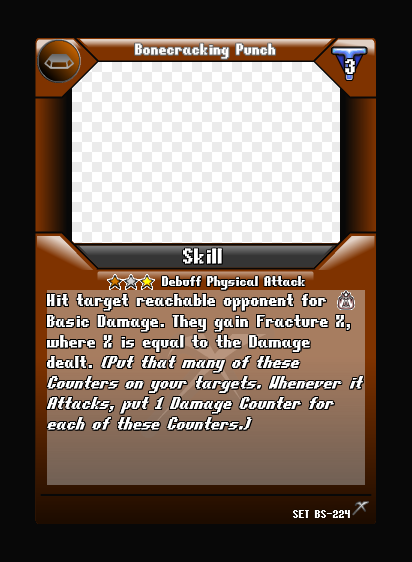 Bonecracking Punch
3
Skill
Debuff Physical Attack
Hit target reachable opponent for
Basic Damage. They gain Fracture X,
where X is equal to the Damage
dealt. (Put that many of these
Counters on your targets. Whenever it
Attacks, put 1 Damage Counter for
each of these Counters.)
SET BS-224